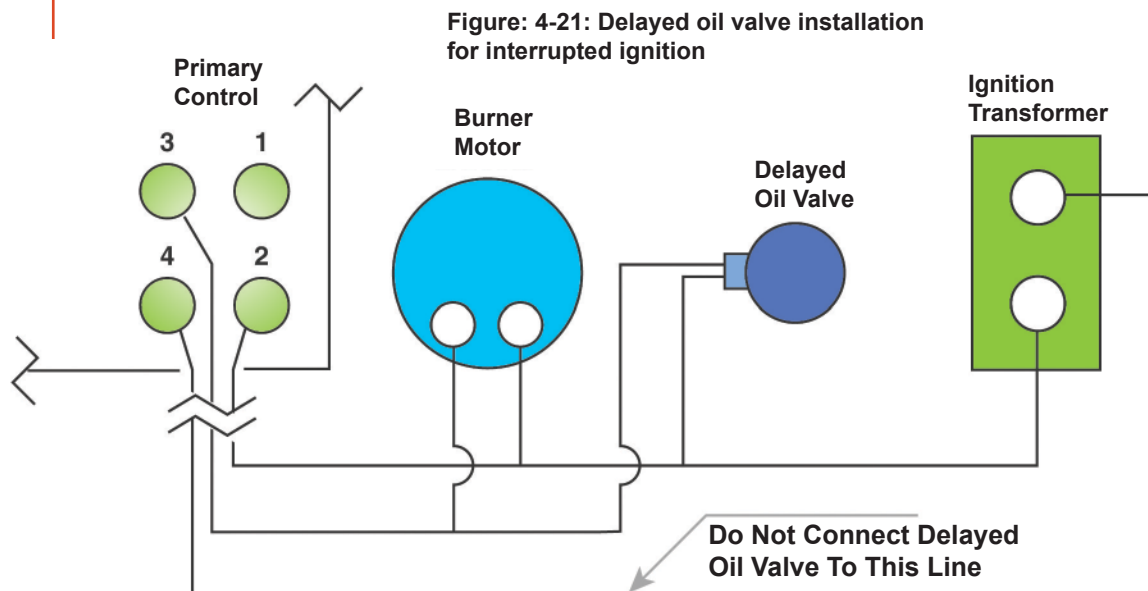 Figure: 4-21: Delayed oil valve installation
for interrupted ignition
Primary
Control
3
1
4
2
Burner
Motor
Delayed
Oil Valve
Ignition
Transformer
Do Not Connect Delayed
Oil Valve To This Line